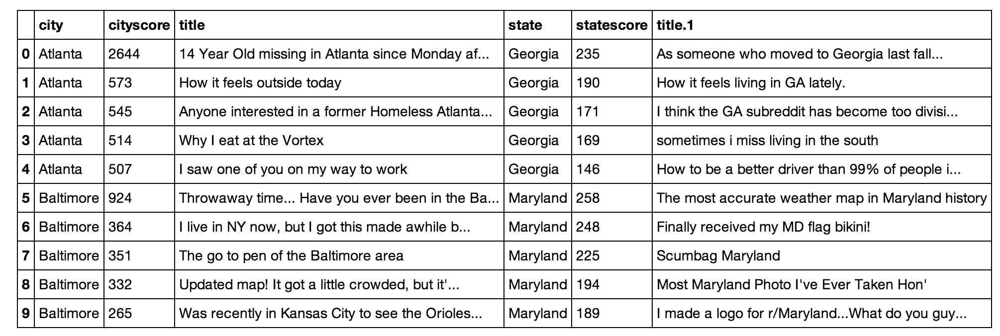 city cityscore title state statescore title.1
0 Atlanta 2644 14 Year Old missing in Atlanta since Monday af... Georgia 235 As someone who moved to Georgia last fall...
1 Atlanta 573 How it feels outside today Georgia 190 How it feels living in GA lately.
2 Atlanta 545 Anyone interested in a former Homeless Atlanta... Georgia 171 I think the GA subreddit has become too divisi...
3 Atlanta 514 Why I eat at the Vortex Georgia 169 sometimes i miss living in the south
4 Atlanta 507 I saw one of you on my way to work Georgia 146 How to be a better driver than 99% of people i...
5 Baltimore 924 Throwaway time... Have you ever been in the Ba... Maryland 258 The most accurate weather map in Maryland history
6 Baltimore 364 I live in NY now, but I got this made awhile b... Maryland 248 Finally received my MD flag bikini!
7 Baltimore 351 The go to pen of the Baltimore area Maryland 225 Scumbag Maryland
8 Baltimore 332 Updated map! It got a little crowded, but it'... Maryland 194 Most Maryland Photo I've Ever Taken Hon'
9 Baltimore 265 Was recently in Kansas City to see the Orioles... Maryland 189 I made a logo for r/Maryland...What do you guy...